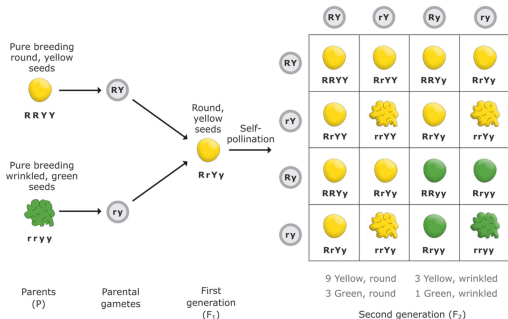 RY rY Ry ry
Pure breeding
round, yellow
seeds
RRYY
RY
Pure breeding
wrinkled, green
seeds
rryy
ry
Round,
yellow
seeds
RrYy
Self-
pollination
RY
RRYY RrYY RRYy RrYy
rY
RrYY rrYY RrYy rrYy
Ry
RRYy RrYy RRyy Rryy
ry
RrYy rrYy Rryy rryy
9 Yellow, round 3 Yellow, wrinkled
3 Green, round 1 Green, wrinkled
Parents
(P)
Parental
gametes
First
generation
(F₁)
Second generation (F₂)